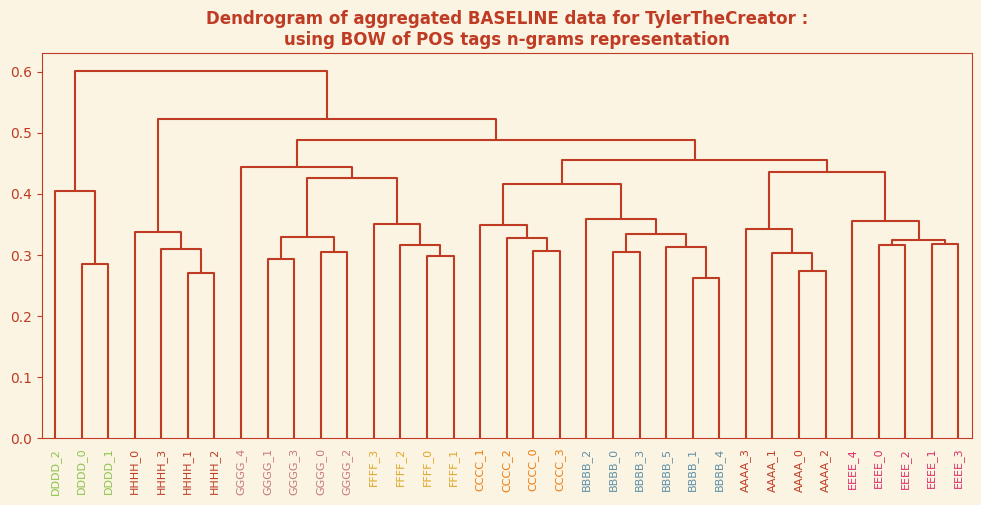 Dendrogram of aggregated BASELINE data for TylerTheCreator :
using BOW of POS tags n-grams representation
0.6
0.5
0.4
0.3
0.2
0.1
0.0
DDDD_2
DDDD_0
DDDD_1
HHHH_0
HHHH_3
HHHH_1
HHHH_2
GGGG_4
GGGG_1
GGGG_3
GGGG_0
GGGG_2
FFFF_3
FFFF_2
FFFF_0
FFFF_1
CCCC_1
CCCC_2
CCCC_0
CCCC_3
BBBB_2
BBBB_0
BBBB_3
BBBB_5
BBBB_1
BBBB_4
AAAA_3
AAAA_1
AAAA_0
AAAA_2
EEEE_4
EEEE_0
EEEE_2
EEEE_1
EEEE_3